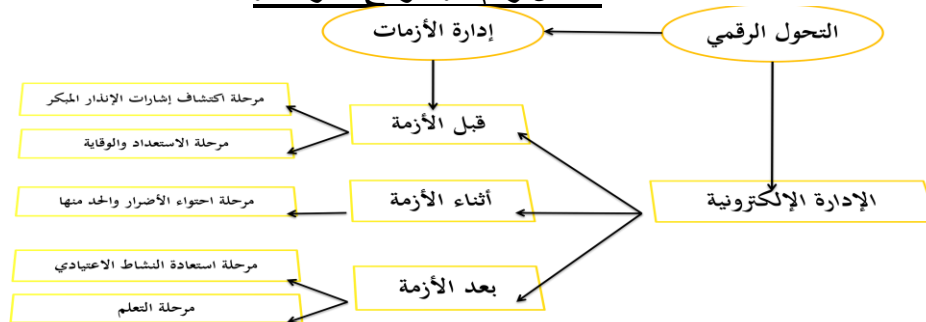 التحول الرقمي
إدارة الأزمات
مرحلة اكتشاف إشارات الإنذار المبكر
قبل الأزمة
مرحلة الاستعداد والوقاية
الإدارة الإلكترونية
أثناء الأزمة
مرحلة احتواء الأضرار والحد منها
مرحلة استعادة النشاط الاعتيادي
بعد الأزمة
مرحلة التعلم